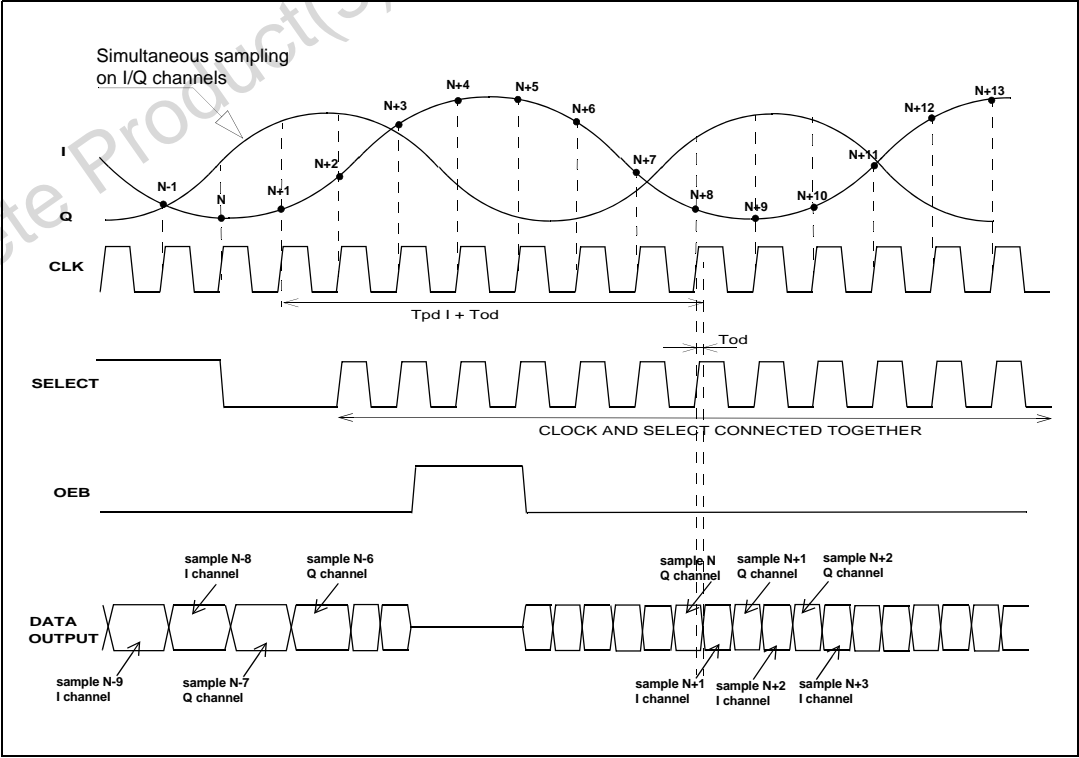 ete Product(s)
Simultaneous sampling
on I/Q channels
N+4
N+5
N+13
N+3
N+6
N+12
I
N+2
N+7
N+11
N-1
N
N+1
N+8
N+9
N+10
Q
CLK
Tpd I + Tod
Tod
SELECT
CLOCK AND SELECT CONNECTED TOGETHER
OEB
sample N-8
I channel
sample N-6
Q channel
sample N
Q channel
sample N+1
Q channel
sample N+2
Q channel
DATA
OUTPUT
sample N-9
I channel
sample N-7
Q channel
sample N+1
I channel
sample N+2
I channel
sample N+3
I channel